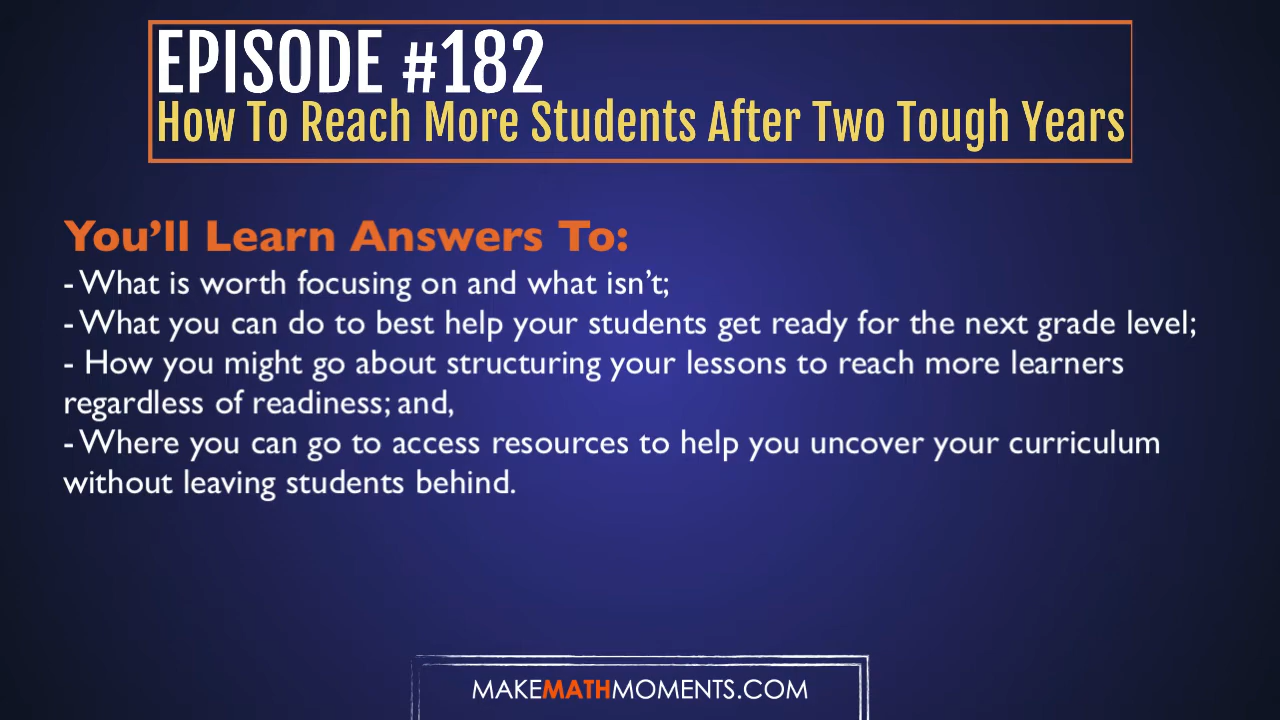 EPISODE #182
How To Reach More Students After Two Tough Years
You’ll Learn Answers To:
- What is worth focusing on and what isn’t;
- What you can do to best help your students get ready for the next grade level;
- How you might go about structuring your lessons to reach more learners
regardless of readiness; and,
- Where you can go to access resources to help you uncover your curriculum
without leaving students behind.
MAKEMATHMOMENTS.COM